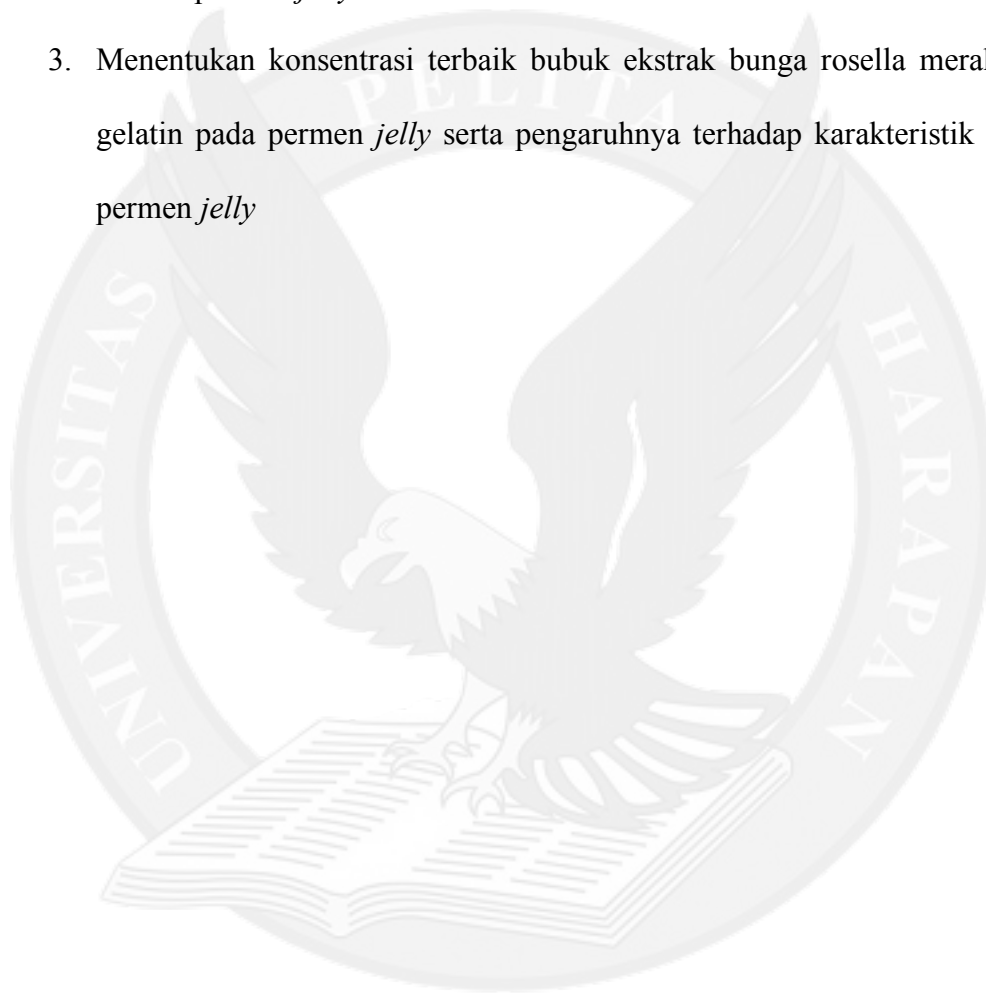 3. Menentukan konsentrasi terbaik bubuk ekstrak bunga rosella merah
gelatin pada permen jelly serta pengaruhnya terhadap karakteristik
permen jelly
UNIVERSITAS PELITA HARAPAN